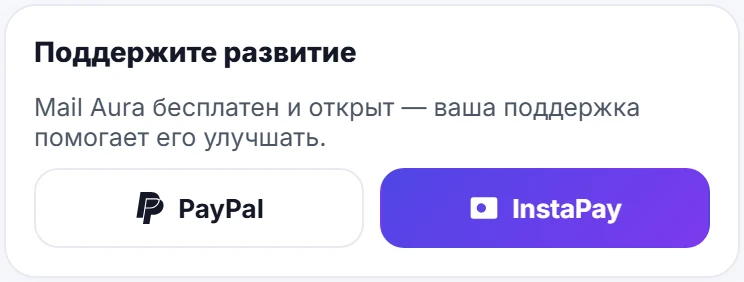 Поддержите развитие
Mail Aura бесплатен и открыт — ваша поддержка
помогает его улучшать.
PayPal
InstaPay